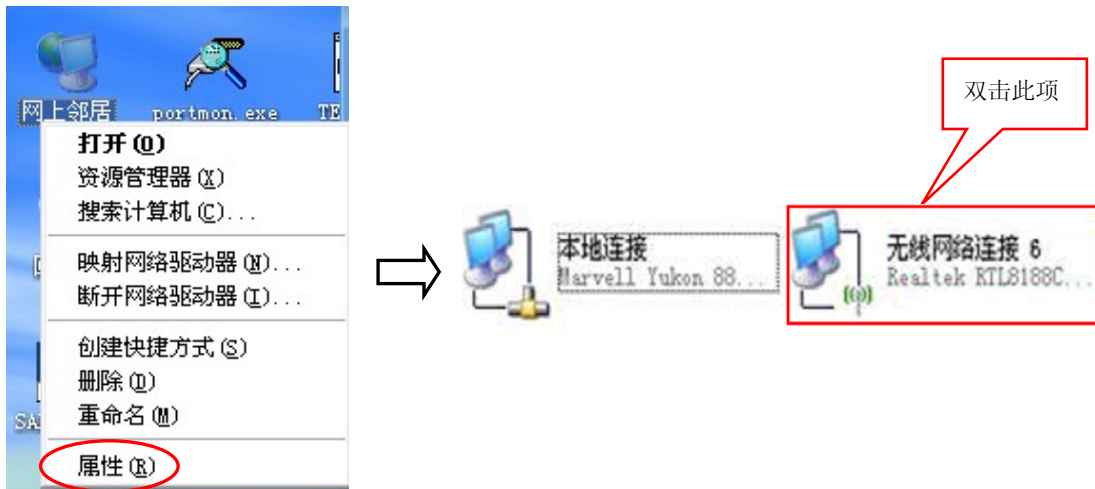 网上邻居
portmon.exe
TE
打开(O)
资源管理器(X)
搜索计算机(C)...
映射网络驱动器(N)...
断开网络驱动器(I)...
创建快捷方式(S)
删除(D)
重命名(M)
SA
属性(R)
双击此项
本地连接
Marvell Yukon 88...
无线网络连接 6
Realtek RTL8188C...